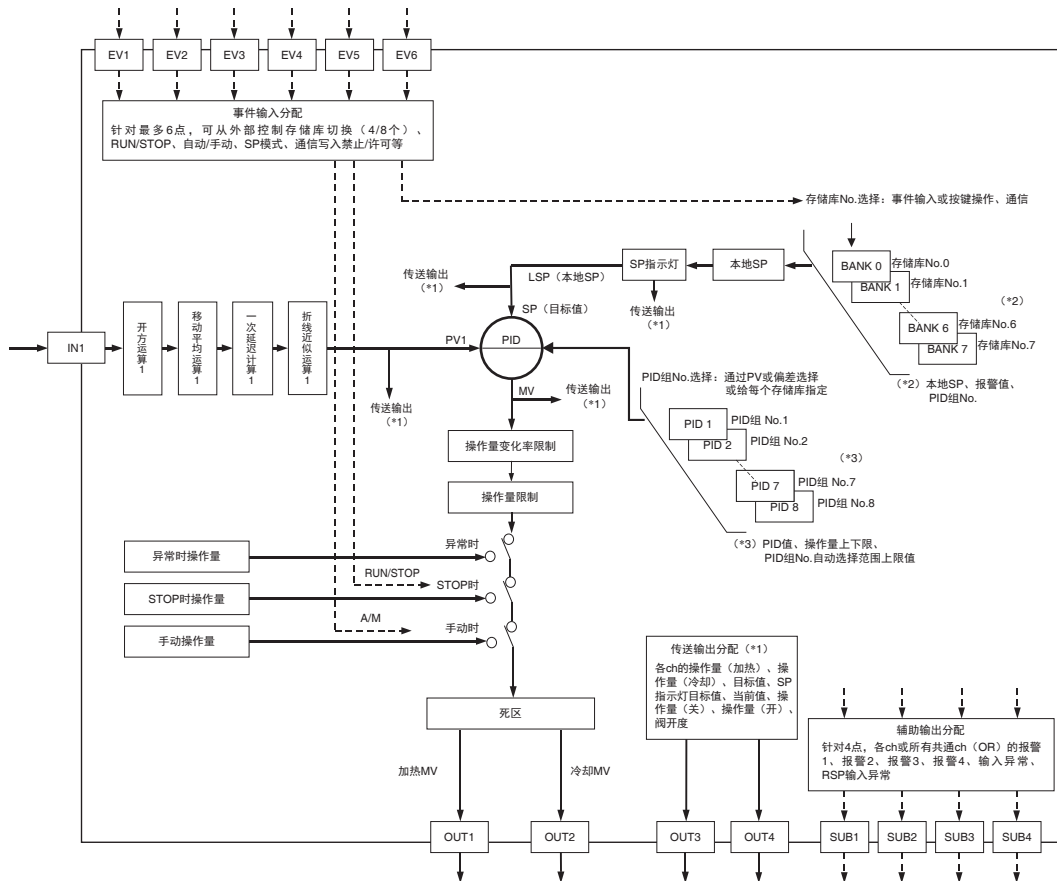 EV1
EV2
EV3
EV4
EV5
EV6
事件输入分配
针对最多6点，可从外部控制存储库切换（4/8个）、
RUN/STOP、自动/手动、SP模式、通信写入禁止/许可等
存储库No.选择：事件输入或按键操作、通信
BANK 0
存储库No.0
BANK 1
存储库No.1
（*2）
BANK 6
存储库No.6
BANK 7
存储库No.7
（*2）本地SP、报警值、
PID组No.
本地SP
SP指示灯
传送输出
（*1）
LSP（本地SP）
传送输出
（*1）
SP（目标值）
IN1
开方运算1
移动平均运算1
一次延迟计算1
折线近似运算1
PV1
PID
传送输出
（*1）
MV
传送输出
（*1）
PID组No.选择：通过PV或偏差选择
或给每个存储库指定
PID 1
PID组 No.1
PID 2
PID组 No.2
（*3）
PID 7
PID组 No.7
PID 8
PID组 No.8
（*3）PID值、操作量上下限、
PID组No.自动选择范围上限值
操作量变化率限制
操作量限制
异常时操作量
异常时
RUN/STOP
STOP时操作量
STOP时
A/M
手动操作量
手动时
死区
加热MV
冷却MV
传送输出分配（*1）
各ch的操作量（加热）、操
作量（冷却）、目标值、SP
指示灯目标值、当前值、操
作量（关）、操作量（开）、
阀开度
辅助输出分配
针对4点，各ch或所有共通ch（OR）的报警
1、报警2、报警3、报警4、输入异常、
RSP输入异常
OUT1
OUT2
OUT3
OUT4
SUB1
SUB2
SUB3
SUB4